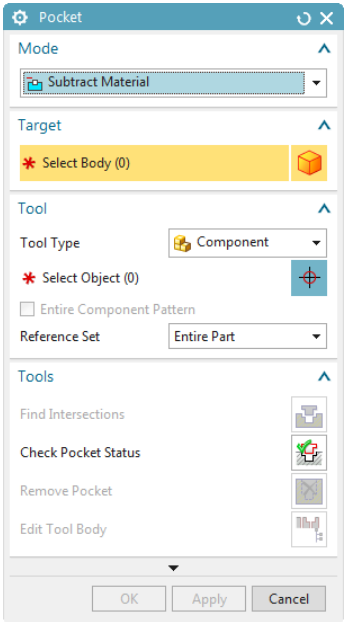 Pocket
Mode
Subtract Material
Target
* Select Body (0)
Tool
Tool Type Component
* Select Object (0)
Entire Component Pattern
Reference Set Entire Part
Tools
Find Intersections
Check Pocket Status
Remove Pocket
Edit Tool Body
OK Apply Cancel